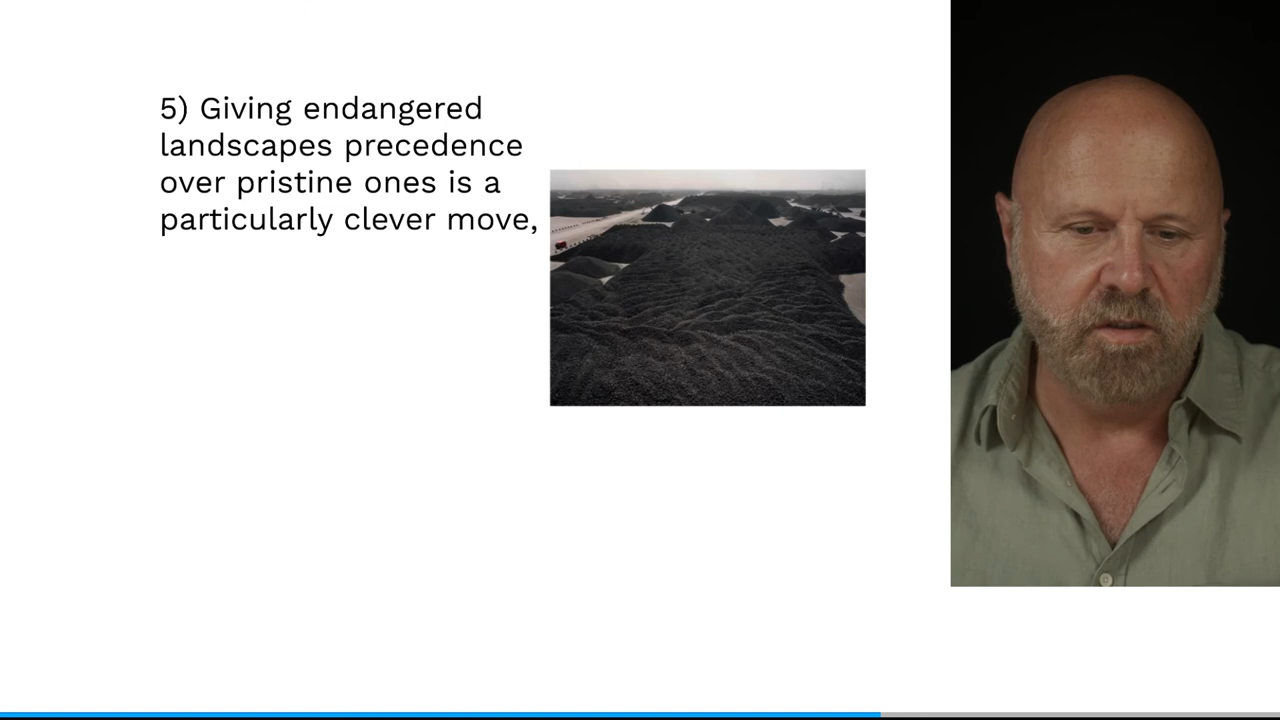 5) Giving endangered
landscapes precedence
over pristine ones is a
particularly clever move,